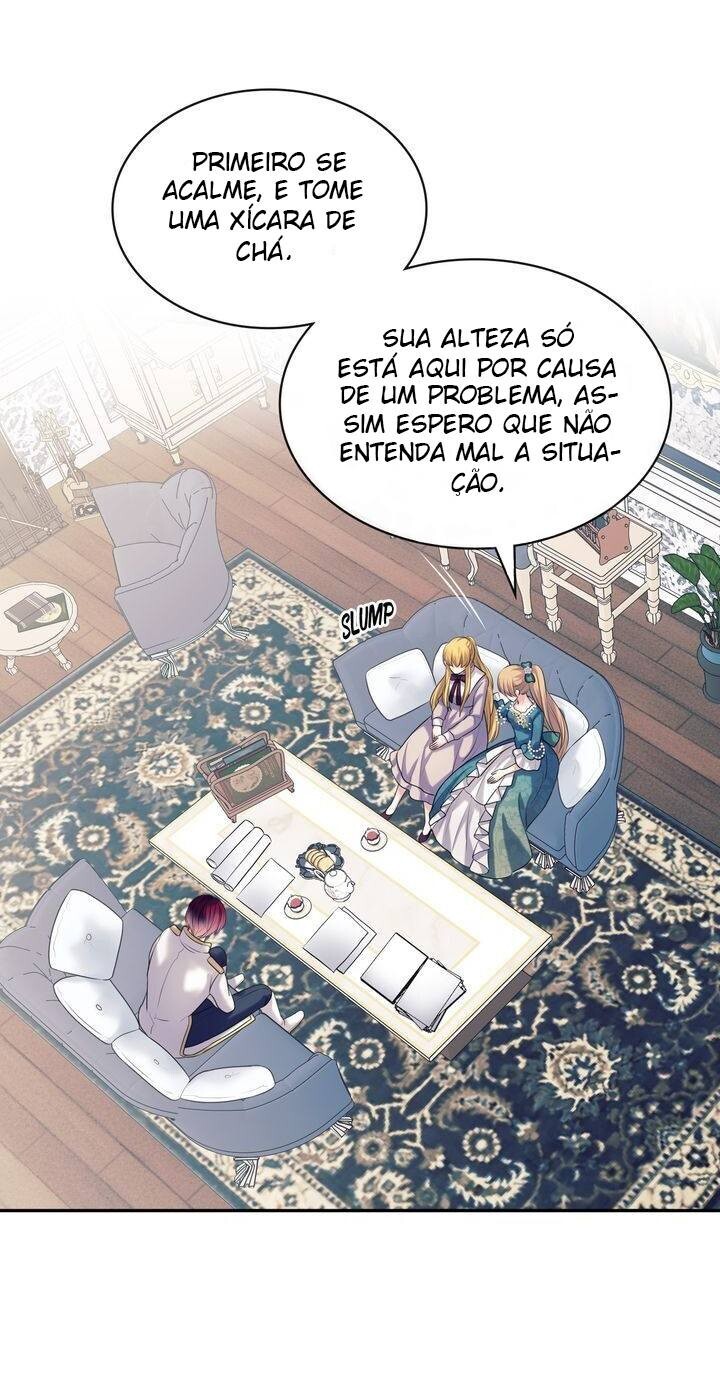 PRIMEIRO SE
ACALME, E TOME
UMA XÍCARA DE
CHÁ.
SUA ALTEZA SÓ
ESTÁ AQUI POR CAUSA
DE UM PROBLEMA, AS-
SIM ESPERO QUE NÃO
ENTENDA MAL A SITUA-
ÇÃO.
SLUMP